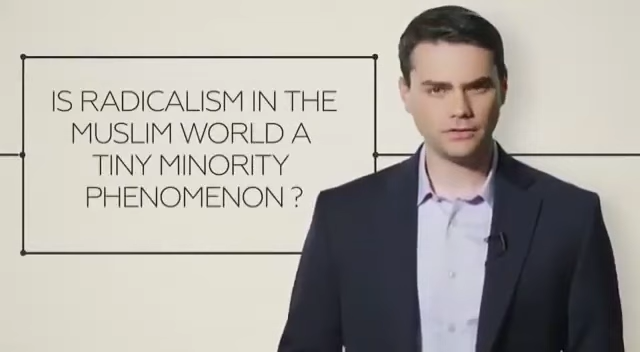 IS RADICALISM IN THE
MUSLIM WORLD A
TINY MINORITY
PHENOMENON ?